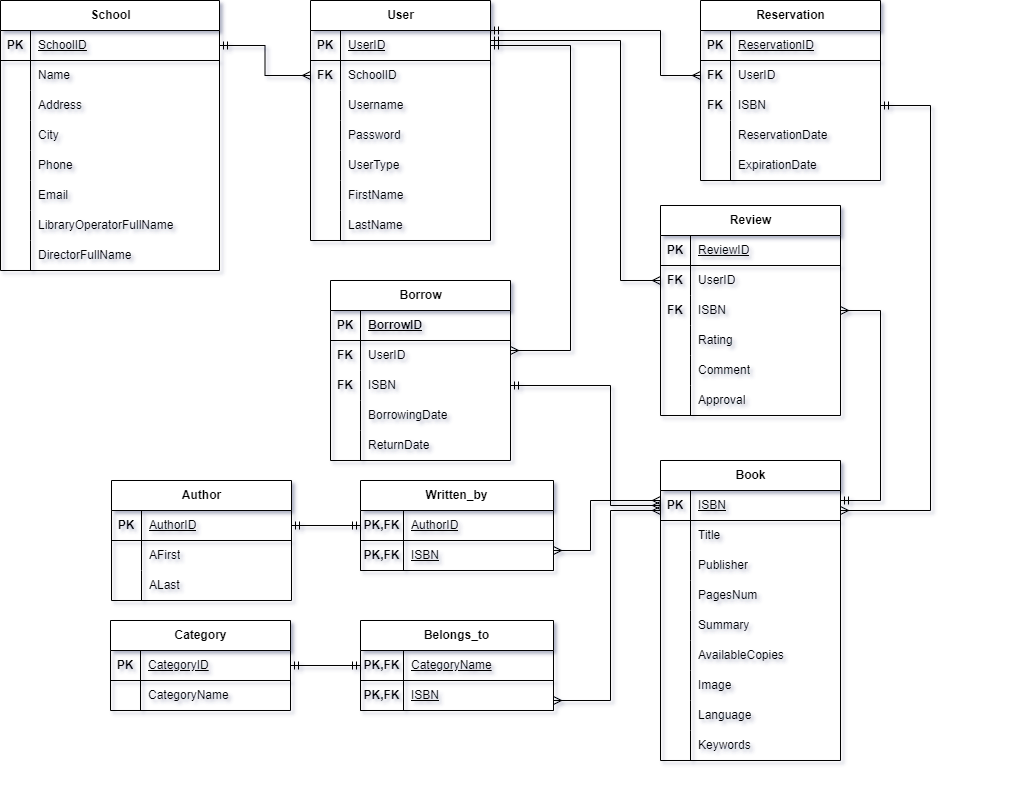 School
PK SchoolID
Name
Address
City
Phone
Email
LibraryOperatorFullName
DirectorFullName
User
PK UserID
FK SchoolID
Username
Password
UserType
FirstName
LastName
Reservation
PK ReservationID
FK UserID
FK ISBN
ReservationDate
ExpirationDate
Review
PK ReviewID
FK UserID
FK ISBN
Rating
Comment
Approval
Borrow
PK BorrowID
FK UserID
FK ISBN
BorrowingDate
ReturnDate
Author
PK AuthorID
AFirst
ALast
Written_by
PK,FK AuthorID
PK,FK ISBN
Book
PK ISBN
Title
Publisher
PagesNum
Summary
AvailableCopies
Image
Language
Keywords
Category
PK CategoryID
CategoryName
Belongs_to
PK,FK CategoryName
PK,FK ISBN